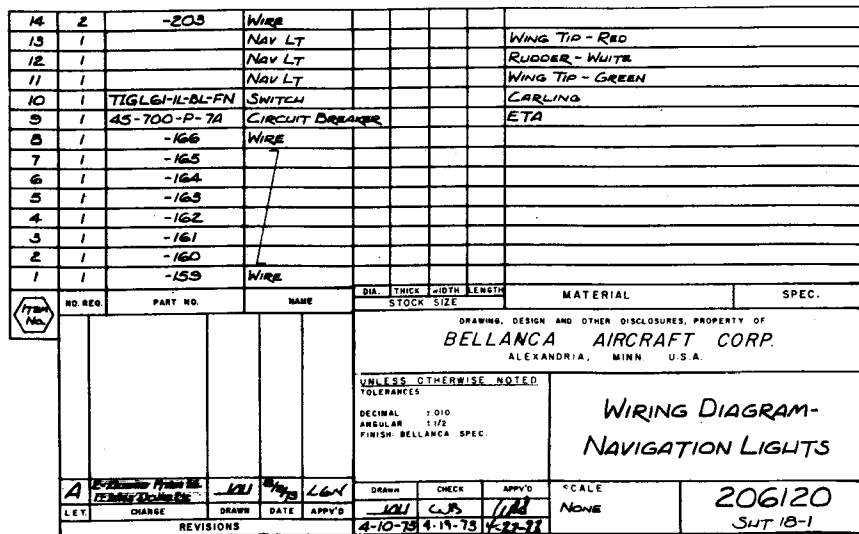 14 2 -203 WIRE
13 1 NAV LT WING TIP - RED
12 1 NAV LT RUDDER - WHITE
11 1 NAV LT WING TIP - GREEN
10 1 TIGL61-1L-BL-FN SWITCH CARLING
9 1 45-700-P-7A CIRCUIT BREAKER ETA
8 1 -166 WIRE
7 1 -165
6 1 -164
5 1 -163
4 1 -162
3 1 -161
2 1 -160
1 1 -159 WIRE
ITEM NO. NO. REQ. PART NO. NAME DIA. THICK WIDTH LENGTH MATERIAL SPEC.
STOCK SIZE
DRAWING, DESIGN AND OTHER DISCLOSURES, PROPERTY OF
BELLANCA AIRCRAFT CORP.
ALEXANDRIA, MINN. U.S.A.
UNLESS OTHERWISE NOTED
TOLERANCES
DECIMAL ±.010
ANGULAR ±1/2
FINISH: BELLANCA SPEC.
WIRING DIAGRAM-
NAVIGATION LIGHTS
A LGN
LET. CHANGE DRAWN DATE APPV'D
REVISIONS
DRAWN CHECK APPV'D
4-10-73 4-19-73
SCALE
NONE
206120
SHT 18-1